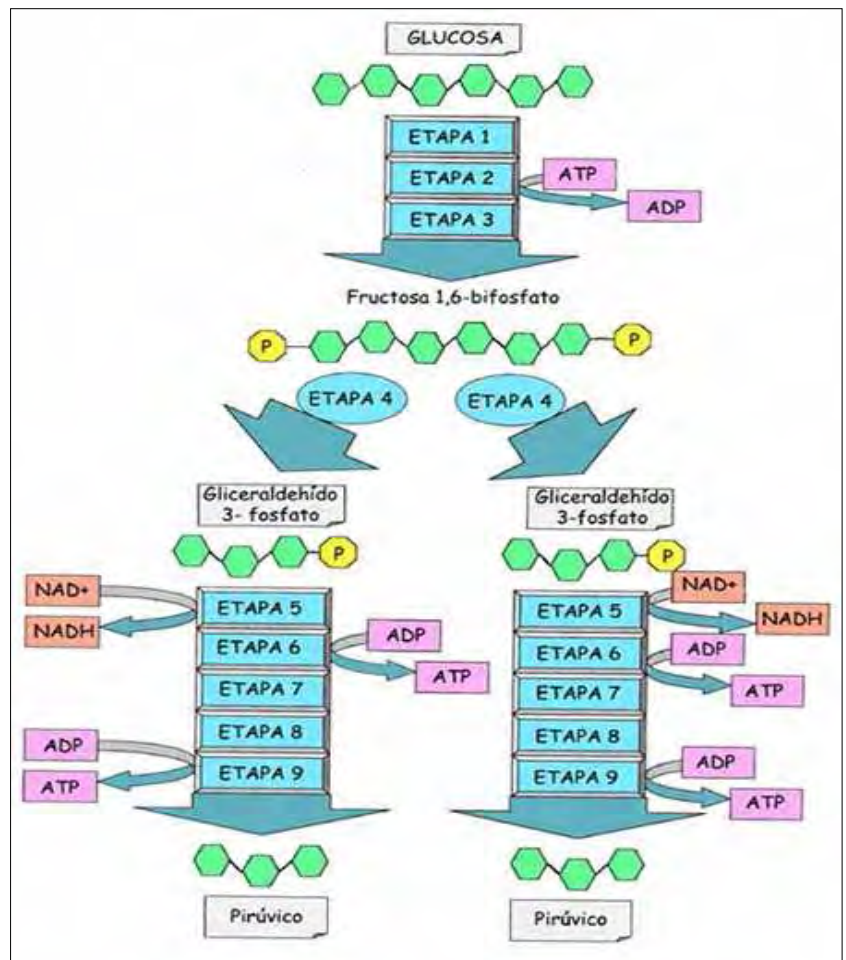 GLUCOSA
ETAPA 1
ETAPA 2
ATP
ADP
ETAPA 3
Fructosa 1,6-bifosfato
P
P
ETAPA 4
ETAPA 4
Gliceraldehído
3- fosfato
P
NAD+
NADH
ETAPA 5
ETAPA 6
ADP
ATP
ETAPA 7
ETAPA 8
ADP
ATP
ETAPA 9
Pirúvico
Gliceraldehído
3-fosfato
P
NAD+
ETAPA 5
NADH
ETAPA 6
ADP
ATP
ETAPA 7
ETAPA 8
ETAPA 9
ADP
ATP
Pirúvico